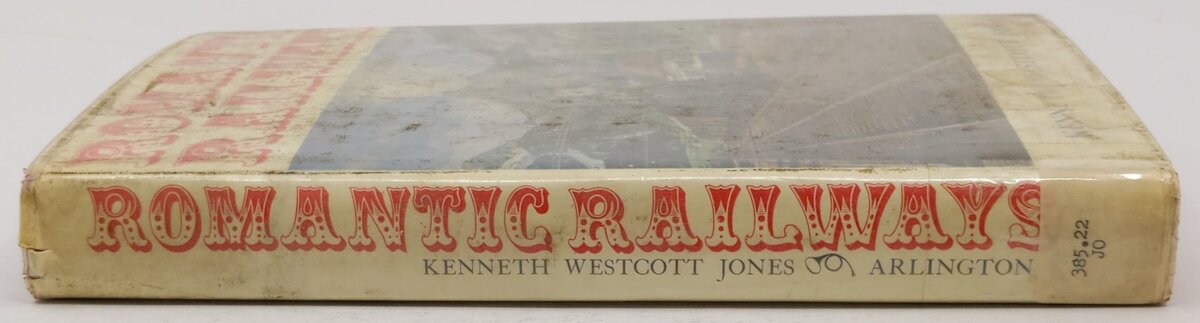 ROMANTIC RAILWAYS
KENNETH WESTCOTT JONES ARLINGTON
385.22
JO